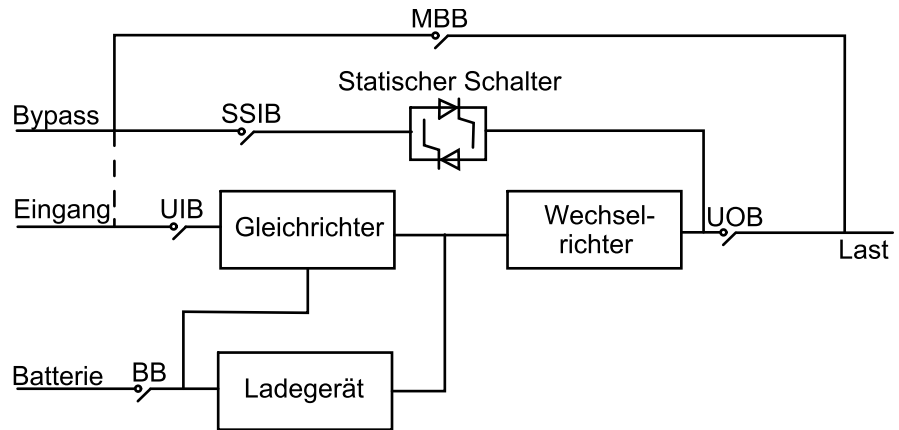 MBB
Statischer Schalter
Bypass
SSIB
Eingang
UIB
Gleichrichter
Wechsel-
richter
UOB
Last
Batterie
BB
Ladegerät